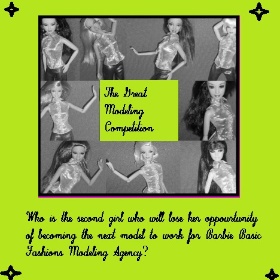 The Great
Modeling
Competition
Who is the second girl who will lose her oppourtunity
of becoming the next model to work for Barbie Basic
Fashions Modeling Agency?